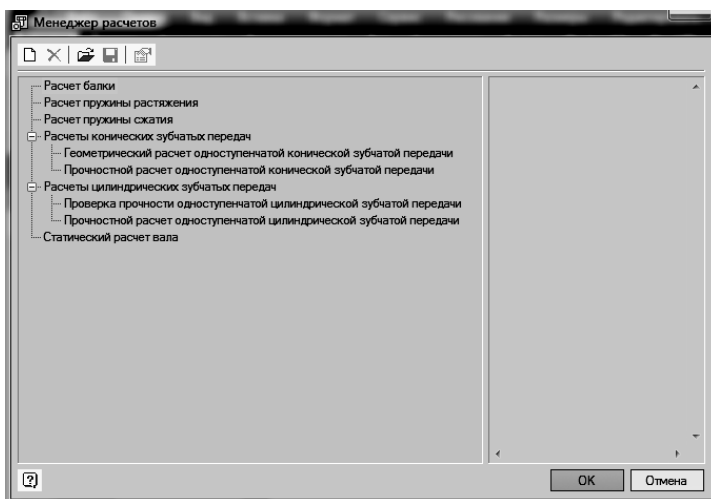 Менеджер расчетов
Расчет балки
Расчет пружины растяжения
Расчет пружины сжатия
Расчеты конических зубчатых передач
Геометрический расчет одноступенчатой конической зубчатой передачи
Прочностной расчет одноступенчатой конической зубчатой передачи
Расчеты цилиндрических зубчатых передач
Проверка прочности одноступенчатой цилиндрической зубчатой передачи
Прочностной расчет одноступенчатой цилиндрической зубчатой передачи
Статический расчет вала
OK Отмена